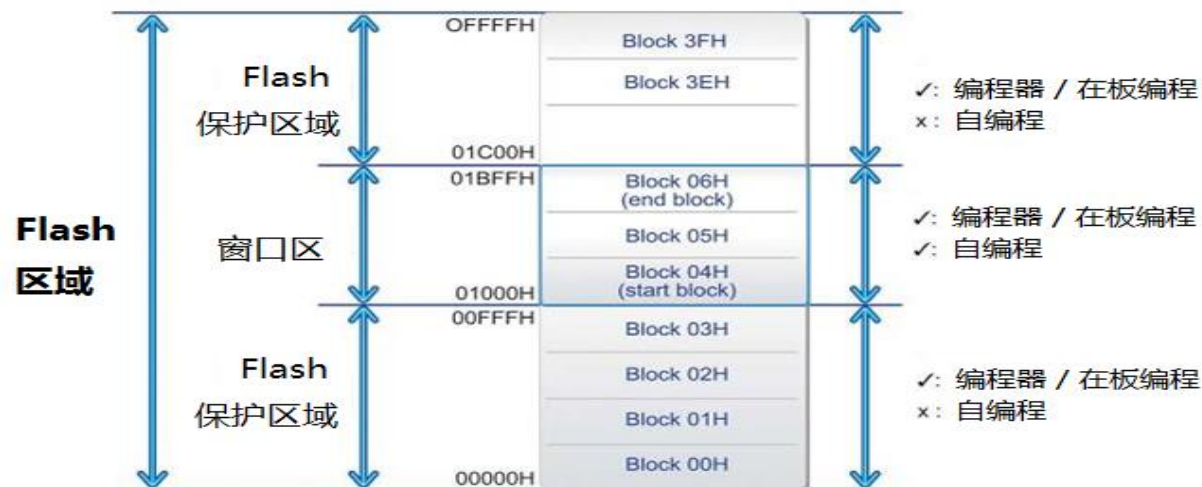 OFFFFH
Block 3FH
Flash
保护区域
Block 3EH
✓: 编程器 / 在板编程
×: 自编程
01C00H
01BFFH
Block 06H
(end block)
Flash
区域
窗口区
Block 05H
✓: 编程器 / 在板编程
✓: 自编程
Block 04H
(start block)
01000H
00FFFH
Block 03H
Flash
保护区域
Block 02H
✓: 编程器 / 在板编程
×: 自编程
Block 01H
Block 00H
00000H